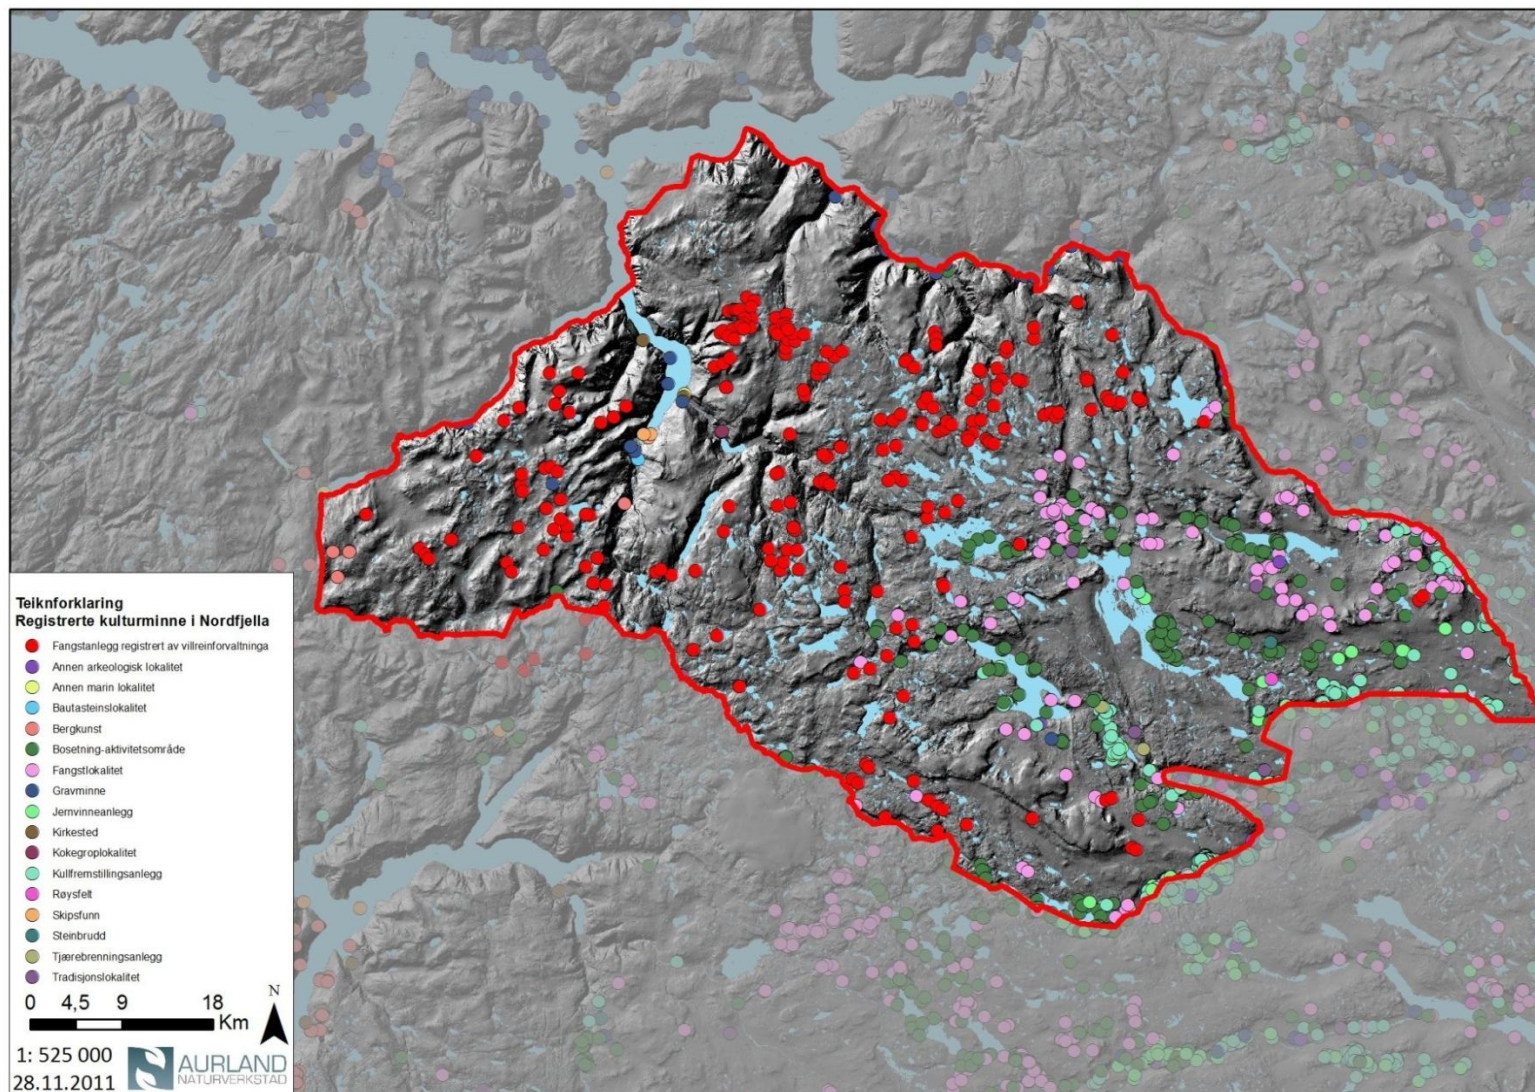 Teiknforklaring
Registrerte kulturminne i Nordfjella
Fangstanlegg registrert av villreinforvaltninga
Annen arkeologisk lokalitet
Annen marin lokalitet
Bautasteinslokalitet
Bergkunst
Bosetning-aktivitetsområde
Fangstlokalitet
Gravminne
Jernvinneanlegg
Kirkested
Kokegroplokalitet
Kullfremstillingsanlegg
Røysfelt
Skipsfunn
Steinbrudd
Tjærebrenningsanlegg
Tradisjonslokalitet
0 4,5 9 18
Km
N
1: 525 000
28.11.2011
AURLAND
NATURVERKSTAD